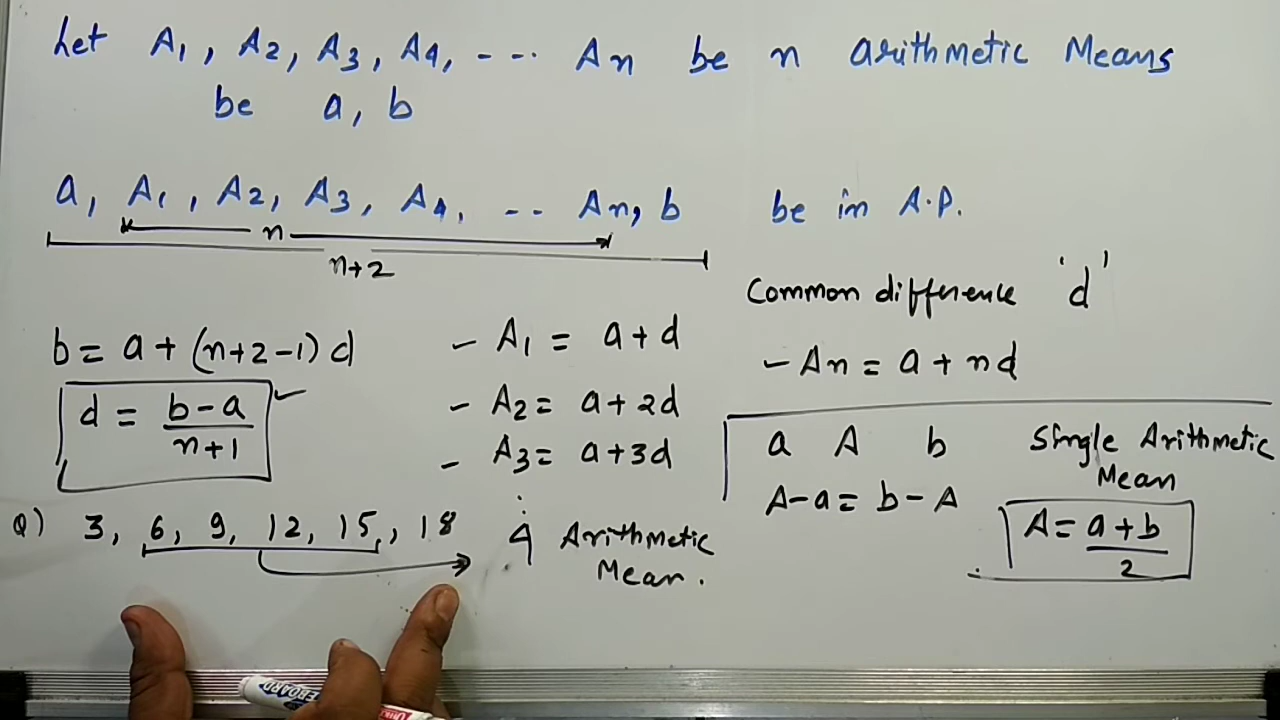 Let A1, A2, A3, A4, --- An be n arithmetic Means
be a, b
a, A1, A2, A3, A4, -- An, b be in A.P.
n
n+2
Common difference 'd'
b = a + (n+2-1) d
d = b-a / n+1
- A1 = a+d
- A2 = a+2d
- A3 = a+3d
- An = a + nd
a A b Single Arithmetic Mean
A-a = b-A
A = a+b / 2
Q) 3, 6, 9, 12, 15, 18 4 Arithmetic
Mean.
BOARD